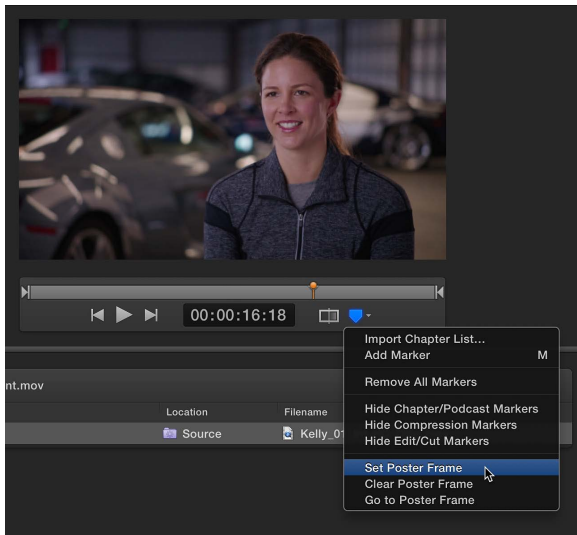 00:00:16:18
Import Chapter List...
Add Marker M
Remove All Markers
Hide Chapter/Podcast Markers
Hide Compression Markers
Hide Edit/Cut Markers
Set Poster Frame
Clear Poster Frame
Go to Poster Frame
nt.mov
Location Filename
Source Kelly_01